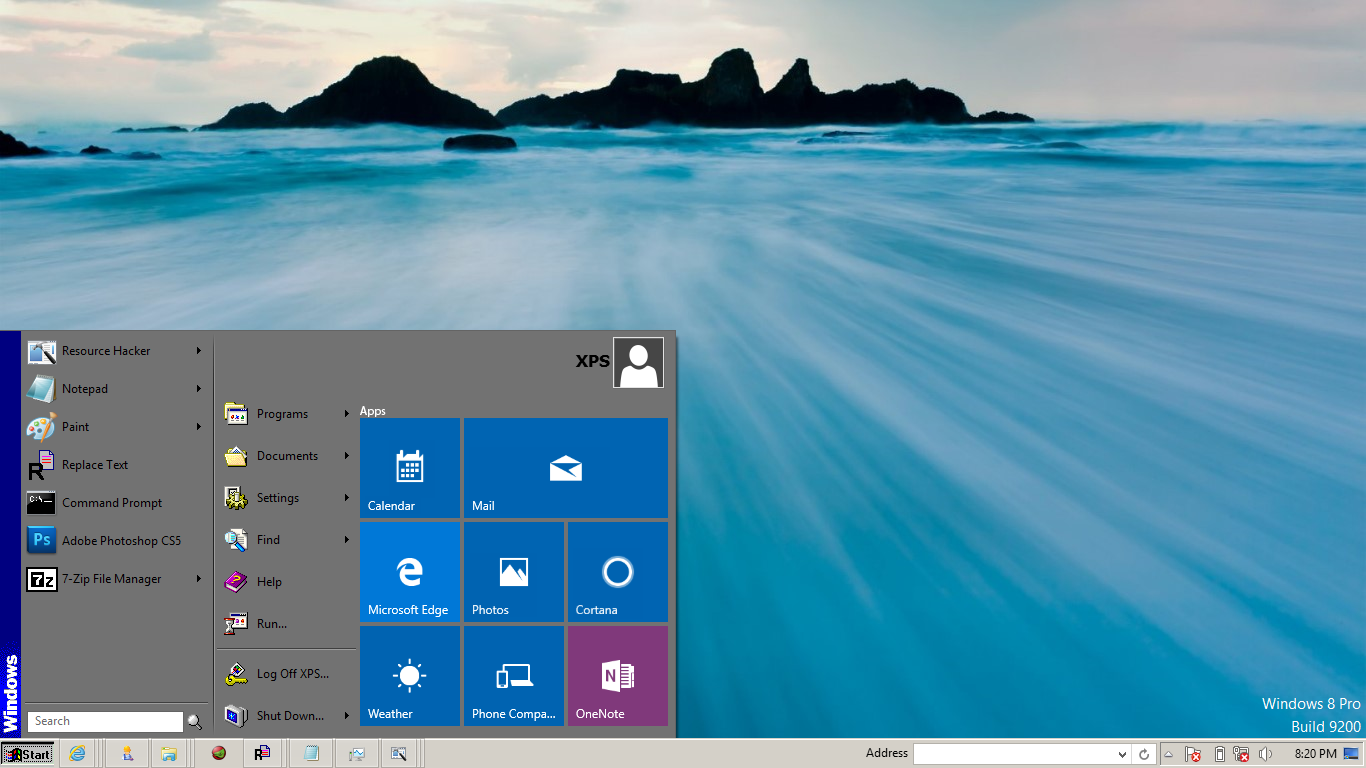 Resource Hacker
Notepad
Paint
Replace Text
C:\
Command Prompt
Ps
Adobe Photoshop CS5
7z
7-Zip File Manager
Search
Windows
XPS
Programs
Documents
Settings
Find
Help
Run...
Log Off XPS...
Shut Down...
Apps
Calendar
Mail
Microsoft Edge
Photos
Cortana
Weather
Phone Compa...
N
OneNote
Windows 8 Pro
Build 9200
Start
R
Address
8:20 PM